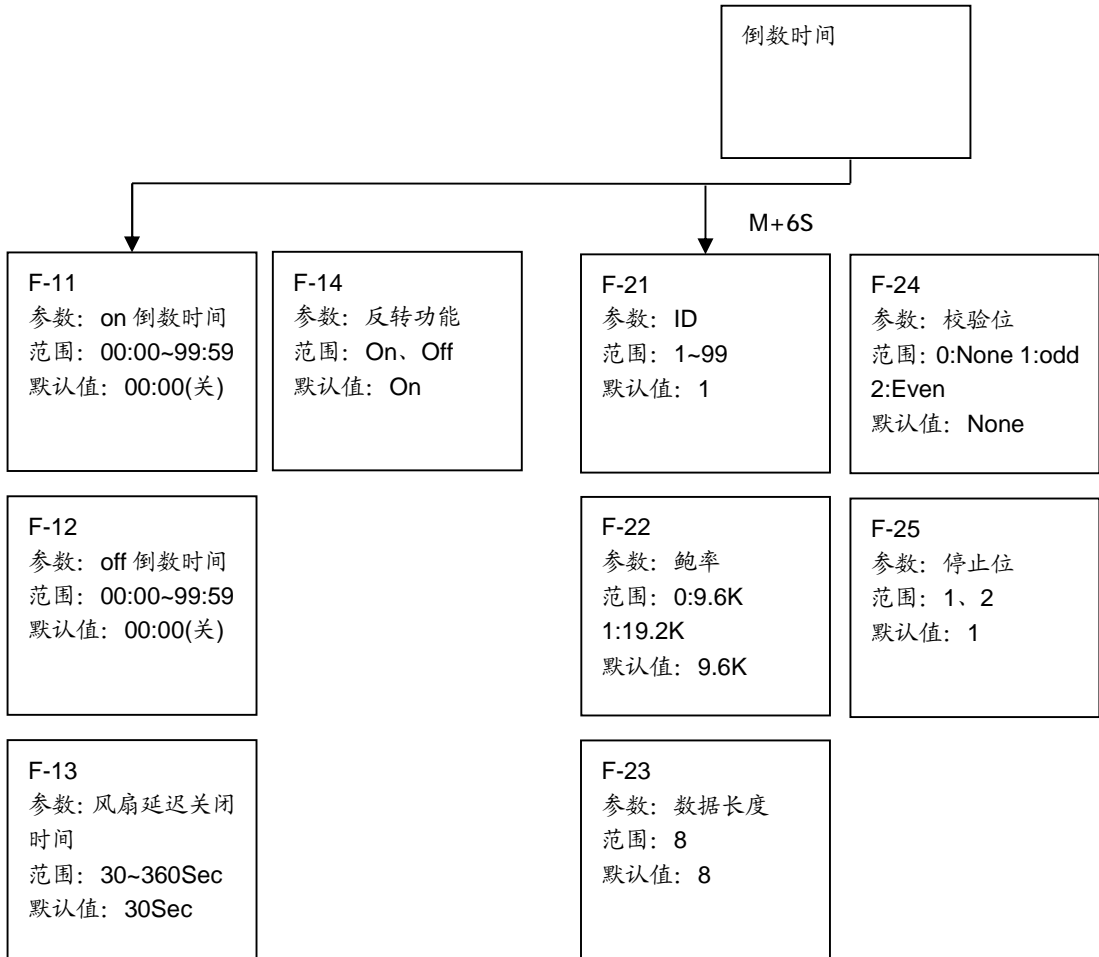 倒数时间
M+6S
F-11
参数：on 倒数时间
范围：00:00~99:59
默认值：00:00(关)
F-14
参数：反转功能
范围：On、Off
默认值：On
F-21
参数：ID
范围：1~99
默认值：1
F-24
参数：校验位
范围：0:None 1:odd
2:Even
默认值：None
F-12
参数：off 倒数时间
范围：00:00~99:59
默认值：00:00(关)
F-22
参数：鲍率
范围：0:9.6K
1:19.2K
默认值：9.6K
F-25
参数：停止位
范围：1、2
默认值：1
F-13
参数：风扇延迟关闭
时间
范围：30~360Sec
默认值：30Sec
F-23
参数：数据长度
范围：8
默认值：8